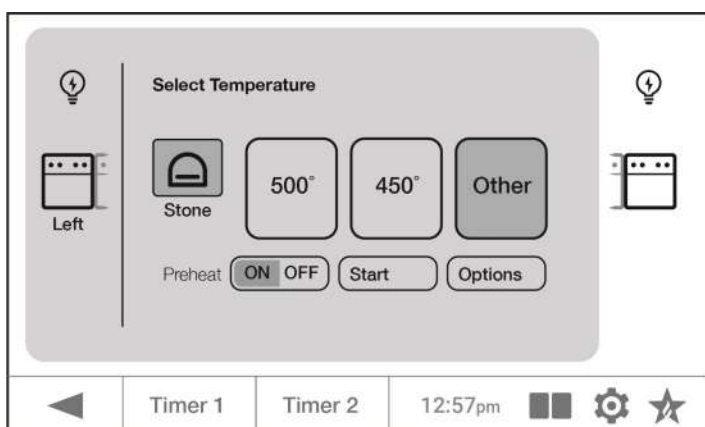 Select Temperature
500° 450° Other
Left Stone
Preheat ON OFF Start Options
Timer 1 Timer 2 12:57pm